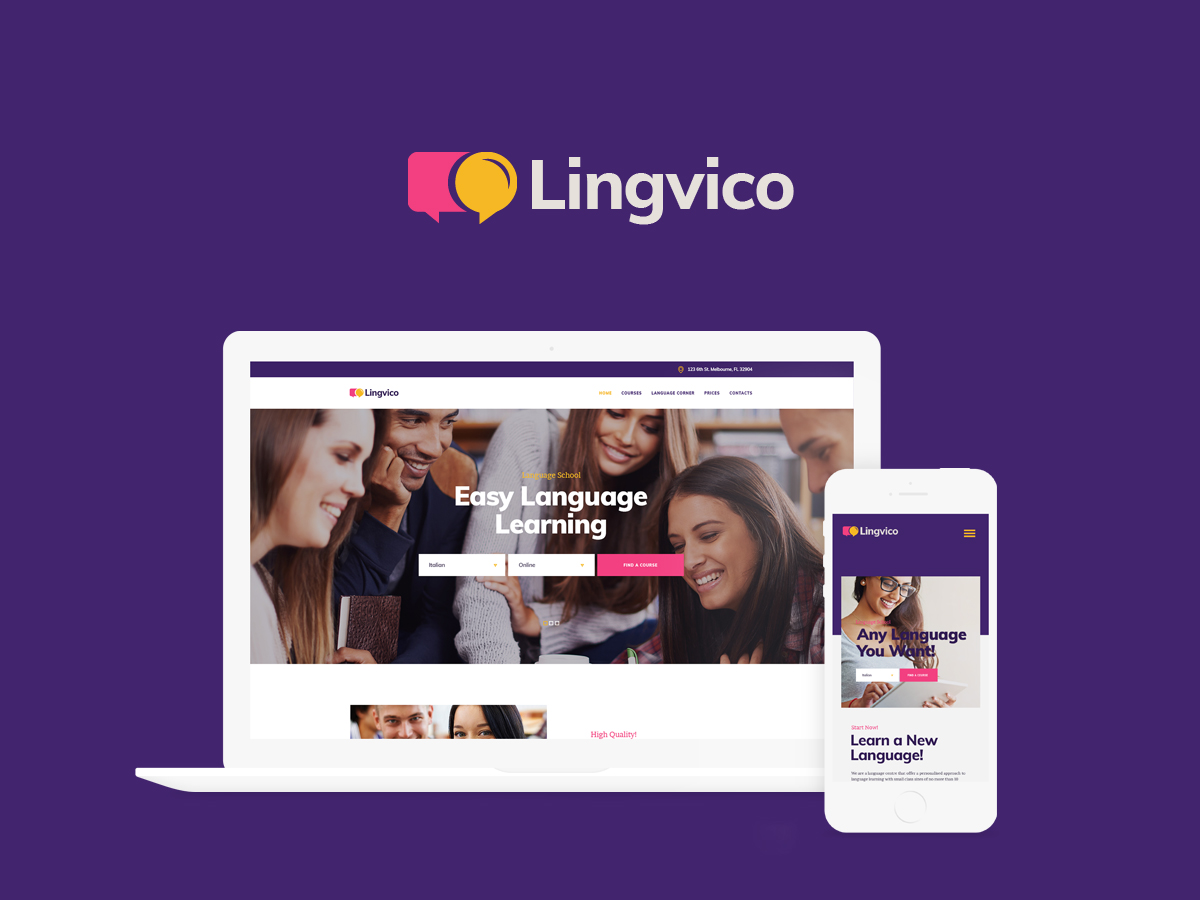 Lingvico
123 6th St. Melbourne, FL 32904
Lingvico
HOME COURSES LANGUAGE CORNER PRICES CONTACTS
Language School
Easy Language
Learning
Italian
Online
FIND A COURSE
High Quality!
Lingvico
Any Language
You Want!
Italian
FIND A COURSE
Start Now!
Learn a New
Language!
We are a language centre that offer a personalized approach to
language learning with small class sizes of no more than 18